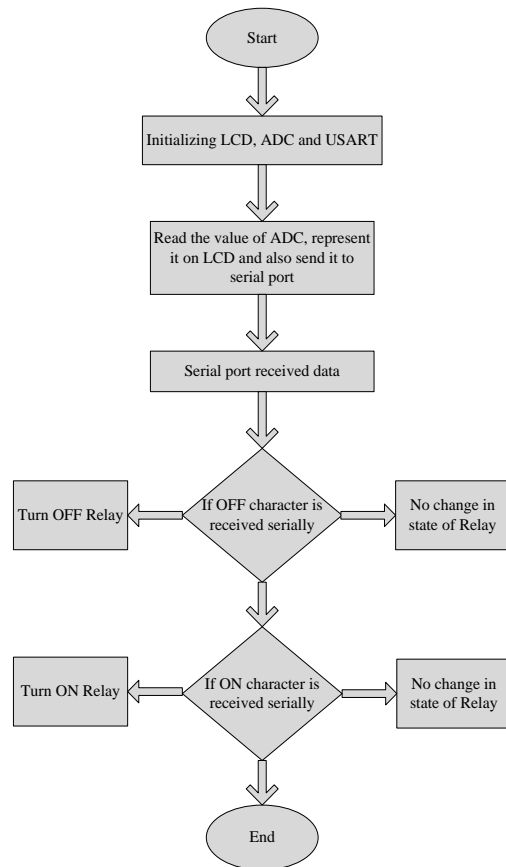 Start
Initializing LCD, ADC and USART
Read the value of ADC, represent
it on LCD and also send it to
serial port
Serial port received data
If OFF character is
received serially
Turn OFF Relay
No change in
state of Relay
If ON character is
received serially
Turn ON Relay
No change in
state of Relay
End